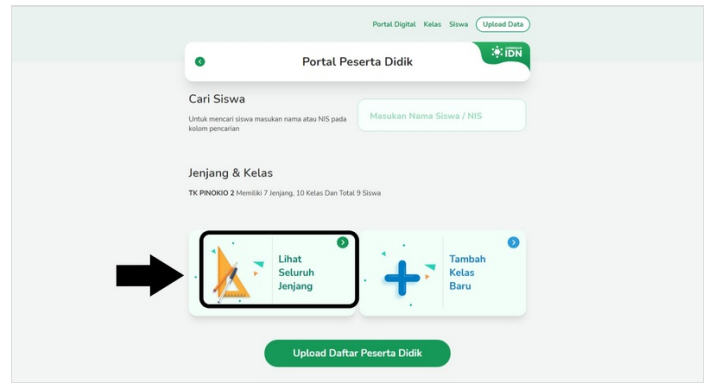 Portal Digital Kelas Siswa Upload Data
Portal Peserta Didik
IDN
Cari Siswa
Untuk mencari siswa masukan nama atau NIS pada
kolom pencarian
Masukan Nama Siswa / NIS
Jenjang & Kelas
TK PINOKIO 2 Memiliki 7 Jenjang, 10 Kelas Dan Total 9 Siswa
Lihat
Seluruh
Jenjang
Tambah
Kelas
Baru
Upload Daftar Peserta Didik